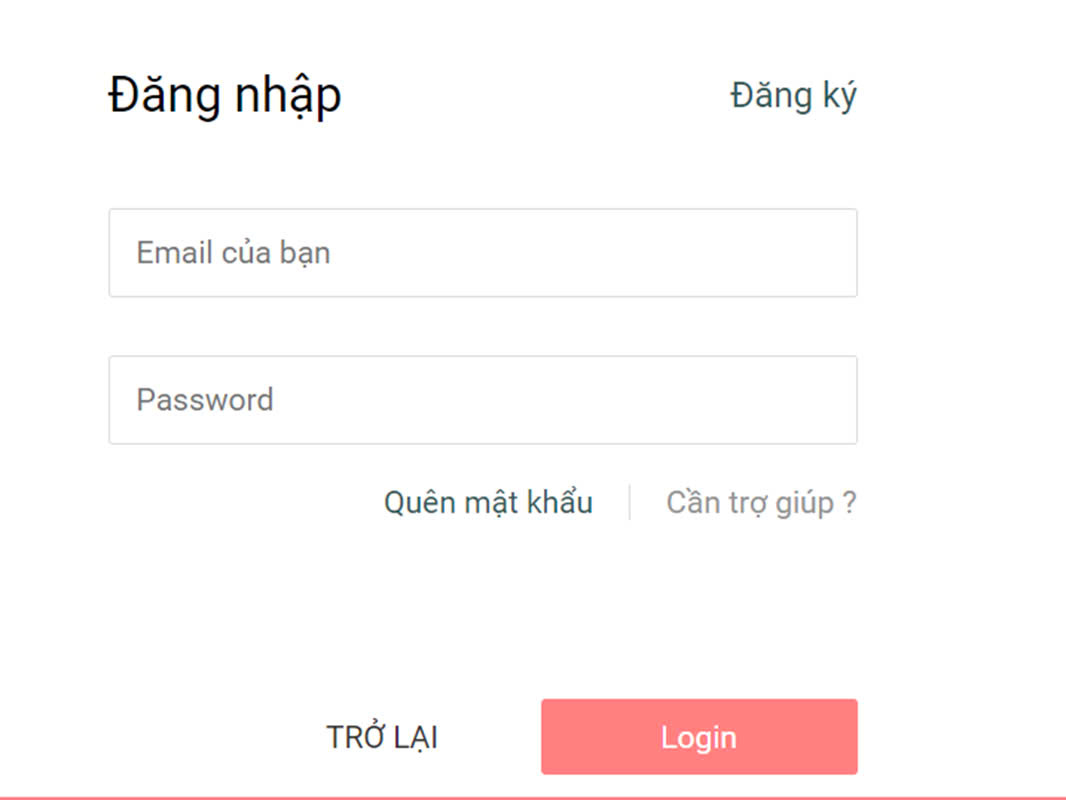 Đăng nhập
Đăng ký
Email của bạn
Password
Quên mật khẩu
Cần trợ giúp ?
TRỞ LẠI
Login